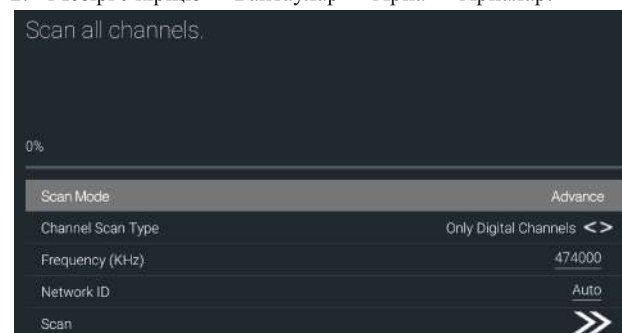 Scan all channels.
0%
Scan Mode Advance
Channel Scan Type Only Digital Channels <>
Frequency (KHz) 474000
Network ID Auto
Scan